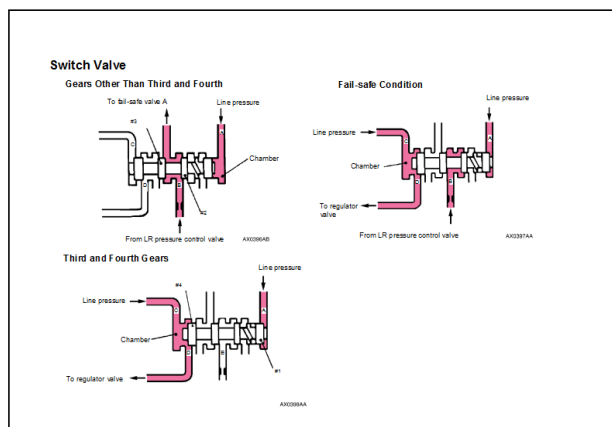 Switch Valve
Gears Other Than Third and Fourth
To fail-safe valve A
Line pressure
#3
A
C
Chamber
D
B
#2
From LR pressure control valve
AX0396AB
Fail-safe Condition
Line pressure
Line pressure
A
C
Chamber
D
B
To regulator
valve
From LR pressure control valve
AX0397AA
Third and Fourth Gears
Line pressure
#4
Line pressure
C
A
Chamber
D
B
#1
To regulator valve
AX0398AA